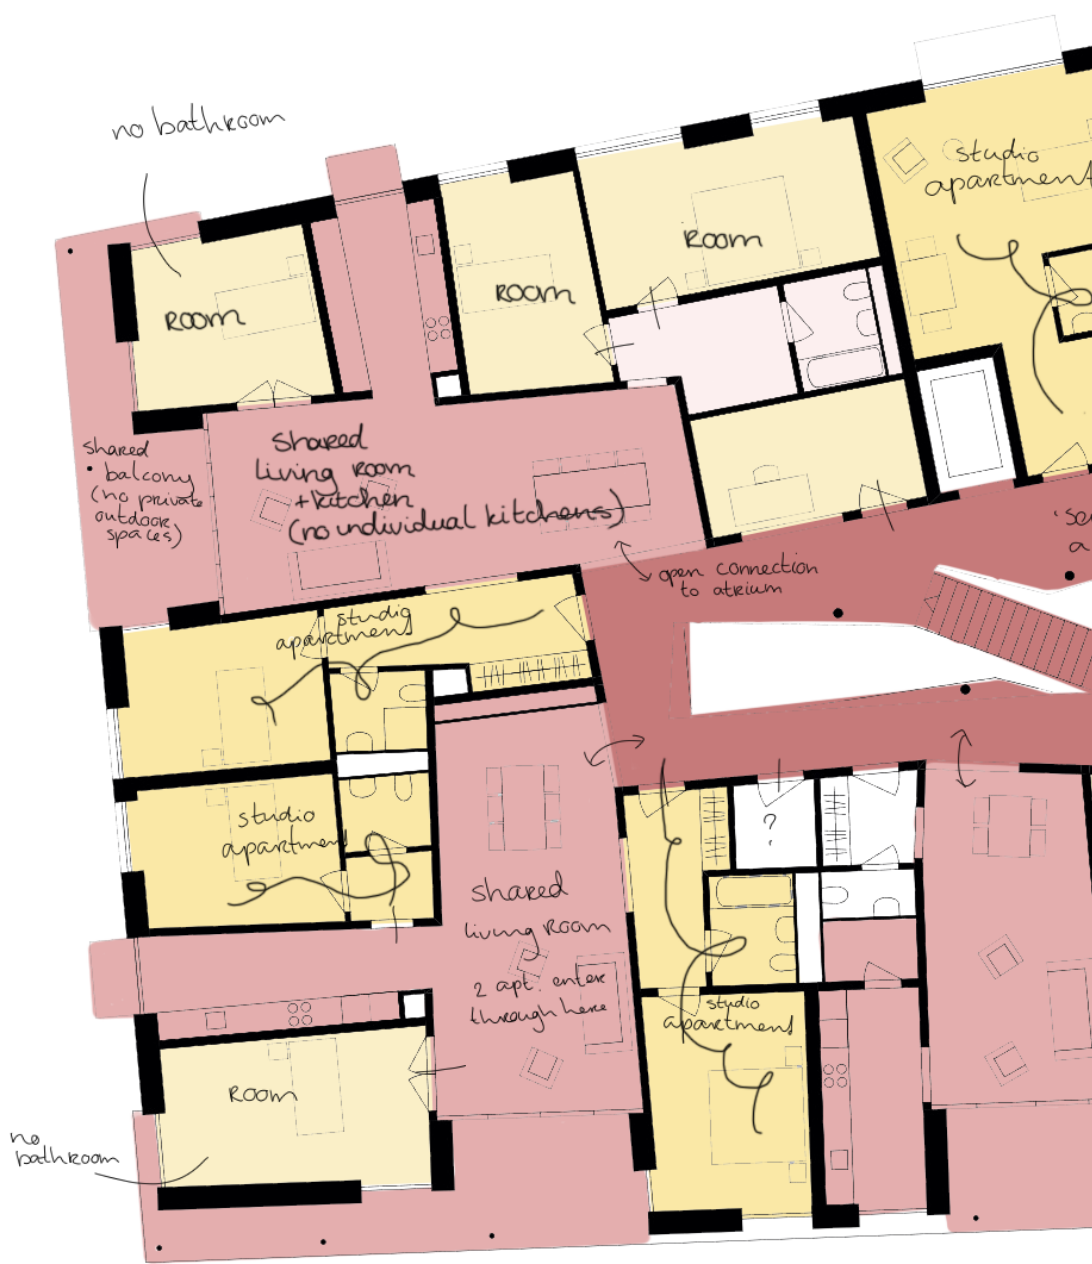 no bathroom
studio
apartment
Room
Room
Room
shared
balcony
(no private
outdoor
spaces)
Shared
living room
+kitchen
(no individual kitchens)
open connection
to atrium
studio
apartment
studio
apartment
?
shared
living room
2 apt. enter
through here
studio
apartment
Room
no
bathroom